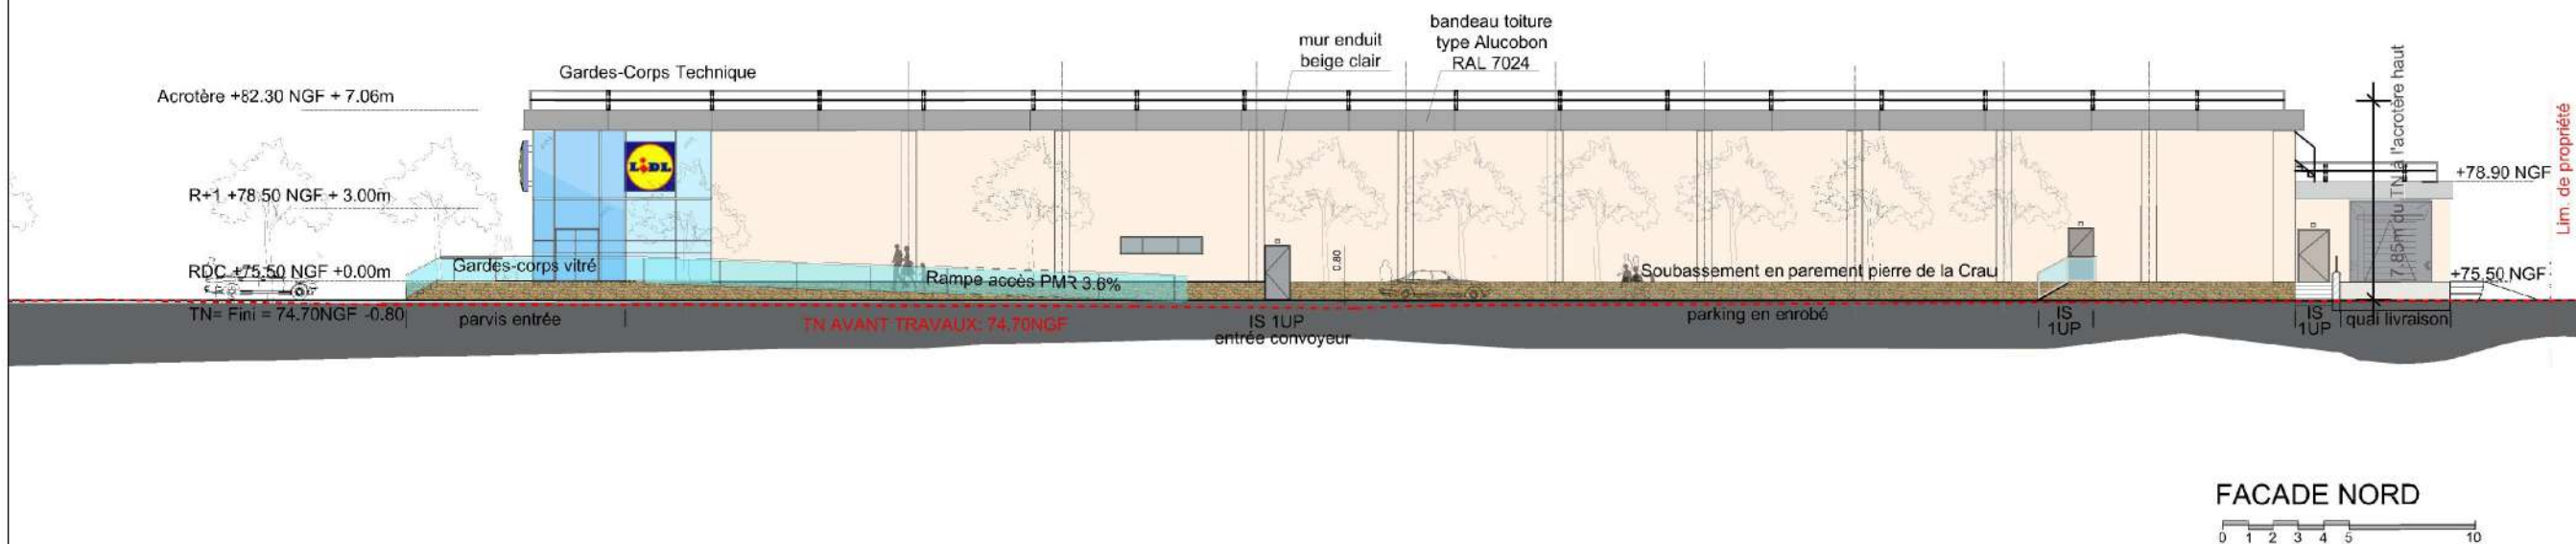 bandeau toiture
type Alucobon
RAL 7024
mur enduit
beige clair
Gardes-Corps Technique
Acrotère +82.30 NGF + 7.06m
R+1 +78.50 NGF + 3.00m
RDC +75.50 NGF +0.00m
TN= Fini = 74.70NGF -0.80
LiDL
Gardes-corps vitré
parvis entrée
Rampe accès PMR 3.6%
TN AVANT TRAVAUX: 74.70NGF
0.80
IS 1UP
entrée convoyeur
Soubassement en parement pierre de la Crau
parking en enrobé
IS
1UP
IS
1UP
quai livraison
7.85m du TN à l'acrotère haut
+78.90 NGF
+75.50 NGF
Lim. de propriété
FACADE NORD
0 1 2 3 4 5 10